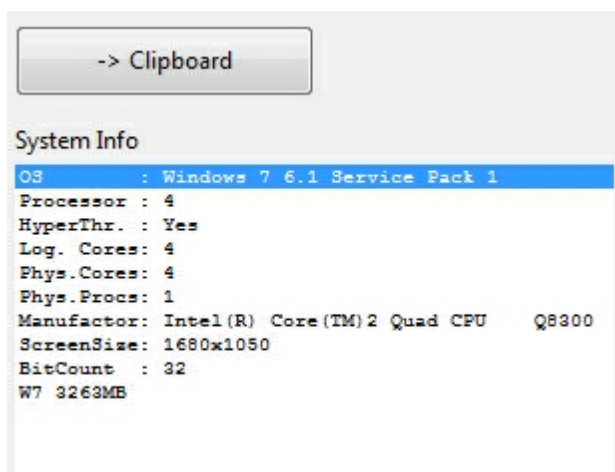 -> Clipboard
System Info
OS        : Windows 7 6.1 Service Pack 1
Processor : 4
HyperThr. : Yes
Log. Cores: 4
Phys.Cores: 4
Phys.Procs: 1
Manufactor: Intel(R) Core(TM)2 Quad CPU    Q8300
ScreenSize: 1680x1050
BitCount  : 32
W7 3263MB